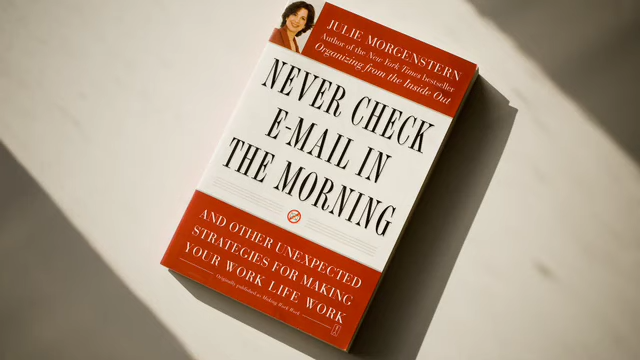 JULIE MORGENSTERN
Author of the New York Times bestseller
Organizing from the Inside Out
NEVER CHECK
E-MAIL IN
THE MORNING
AND OTHER UNEXPECTED
STRATEGIES FOR MAKING
YOUR WORK LIFE WORK
Originally published as Making Work Work